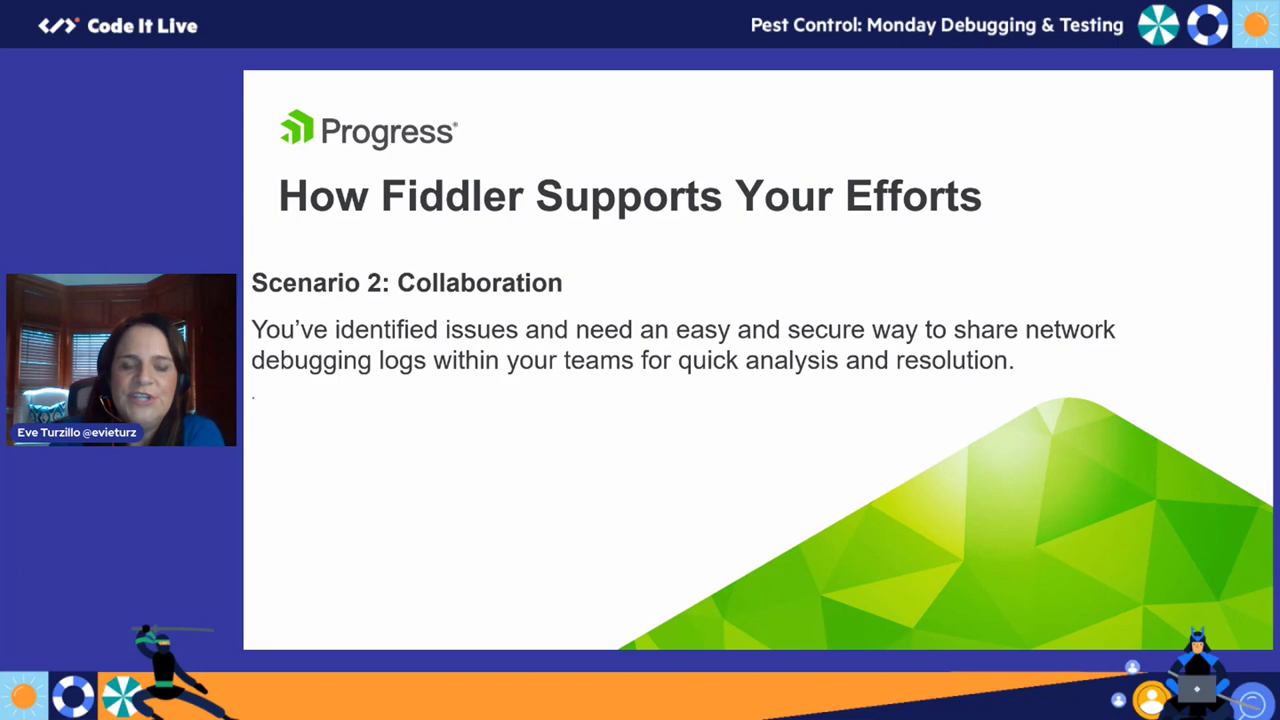 Code It Live
Pest Control: Monday Debugging & Testing
Progress®
How Fiddler Supports Your Efforts
Scenario 2: Collaboration
You’ve identified issues and need an easy and secure way to share network
debugging logs within your teams for quick analysis and resolution.
.
Eve Turzillo @evieturz